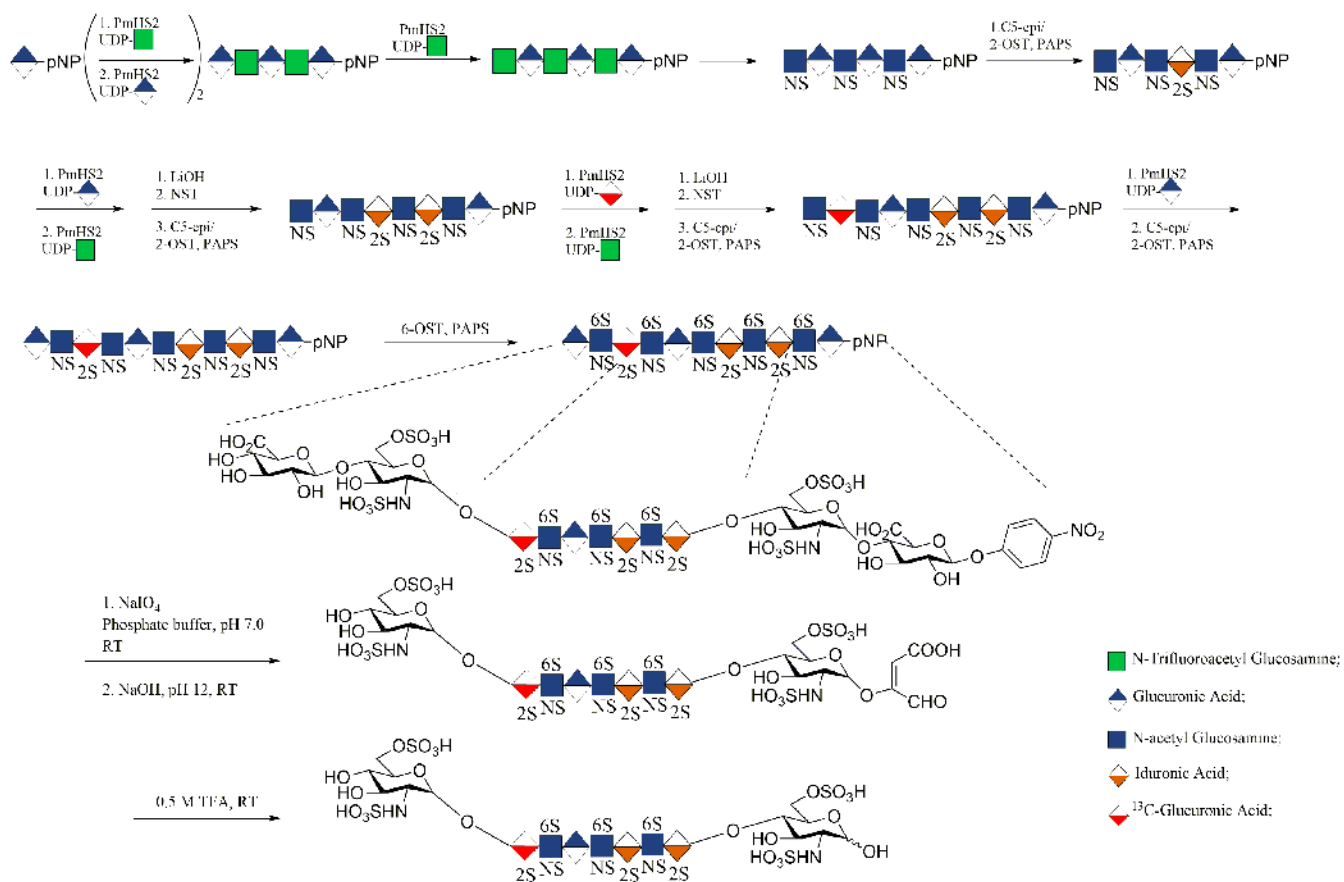 1. PmHS2
UDP-
2. PmHS2
UDP-
2
pNP
pNP
PmHS2
UDP-
pNP
NS NS NS
pNP
1.C5-epi/
2-OST, PAPS
NS NS 2S NS
pNP
1. PmHS2
UDP-
2. PmHS2
UDP-
1. LiOH
2. NST
3. C5-epi/
2-OST, PAPS
NS NS 2S NS 2S NS
pNP
1. PmHS2
UDP-
2. PmHS2
UDP-
1. LiOH
2. NST
3. C5-epi/
2-OST, PAPS
NS NS NS 2S NS 2S NS
pNP
1. PmHS2
UDP-
2. C5-epi/
2-OST, PAPS
NS 2S NS NS 2S NS 2S NS
pNP
6-OST, PAPS
6S 6S 6S 6S 6S
NS 2S NS NS 2S NS 2S NS
pNP
HO2C
HO
HO
OH
O
O
OSO3H
O
HO
HO3SHN
O
6S 6S 6S
2S NS NS 2S NS 2S
O
OSO3H
O
HO
HO3SHN
O
HO2C
O
HO
OH
O
NO2
1. NaIO4
Phosphate buffer, pH 7.0
RT
2. NaOH, pH 12, RT
OSO3H
HO
HO
O
HO3SHN
O
6S 6S 6S
2S NS NS 2S NS 2S
O
OSO3H
O
HO
HO3SHN
O
COOH
CHO
N-Trifluoroacetyl Glucosamine;
Glucuronic Acid;
N-acetyl Glucosamine;
Iduronic Acid;
13C-Glucuronic Acid;
0.5 M TFA, RT
OSO3H
HO
HO
O
HO3SHN
O
6S 6S 6S
2S NS NS 2S NS 2S
O
OSO3H
O
HO
HO3SHN
OH